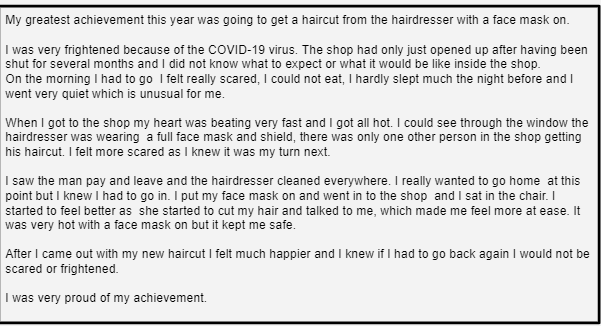 My greatest achievement this year was going to get a haircut from the hairdresser with a face mask on.
I was very frightened because of the COVID-19 virus. The shop had only just opened up after having been
shut for several months and I did not know what to expect or what it would be like inside the shop.
On the morning I had to go  I felt really scared, I could not eat, I hardly slept much the night before and I
went very quiet which is unusual for me.
When I got to the shop my heart was beating very fast and I got all hot. I could see through the window the
hairdresser was wearing  a full face mask and shield, there was only one other person in the shop getting
his haircut. I felt more scared as I knew it was my turn next.
I saw the man pay and leave and the hairdresser cleaned everywhere. I really wanted to go home  at this
point but I knew I had to go in. I put my face mask on and went in to the shop  and I sat in the chair. I
started to feel better as  she started to cut my hair and talked to me, which made me feel more at ease. It
was very hot with a face mask on but it kept me safe.
After I came out with my new haircut I felt much happier and I knew if I had to go back again I would not be
scared or frightened.
I was very proud of my achievement.